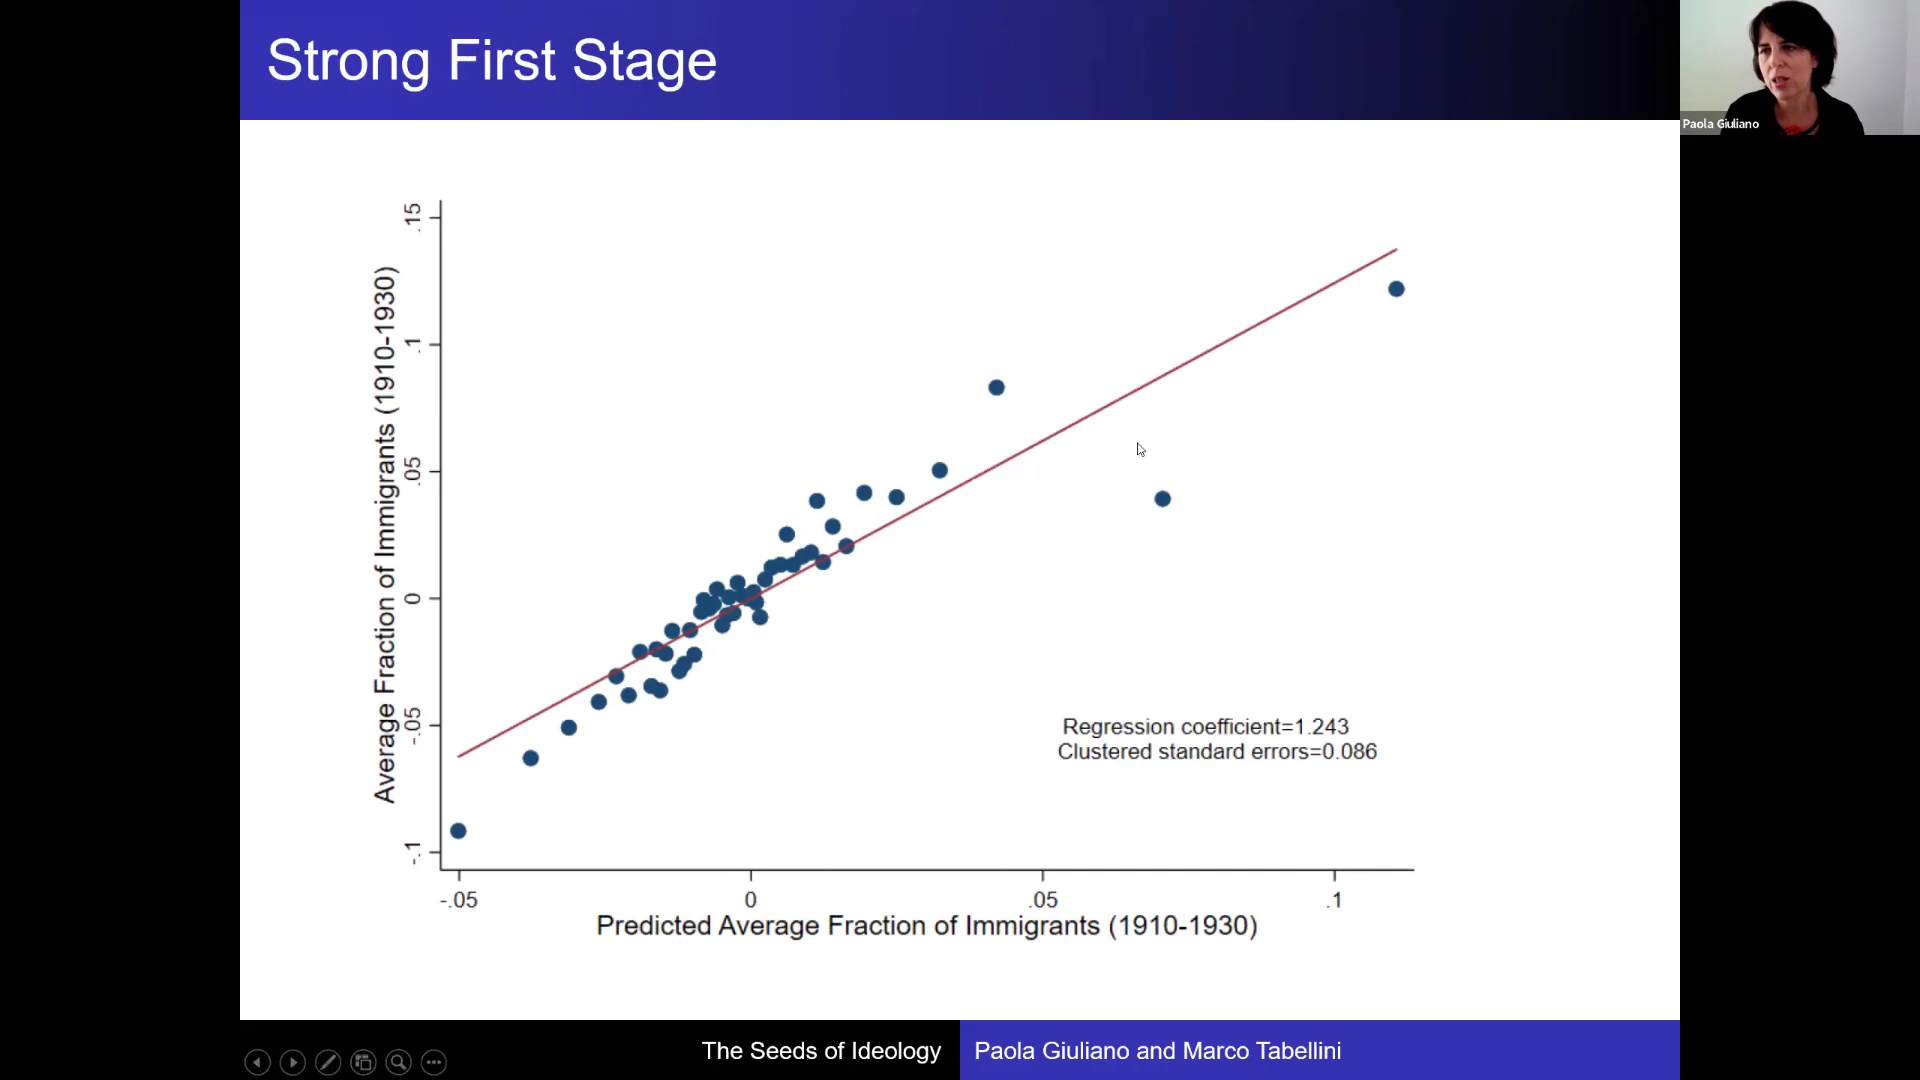 Strong First Stage
Paola Giuliano
Average Fraction of Immigrants (1910-1930)
.15
.1
.05
0
-.05
-.1
Regression coefficient=1.243
Clustered standard errors=0.086
-.05 0 .05 .1
Predicted Average Fraction of Immigrants (1910-1930)
The Seeds of Ideology Paola Giuliano and Marco Tabellini